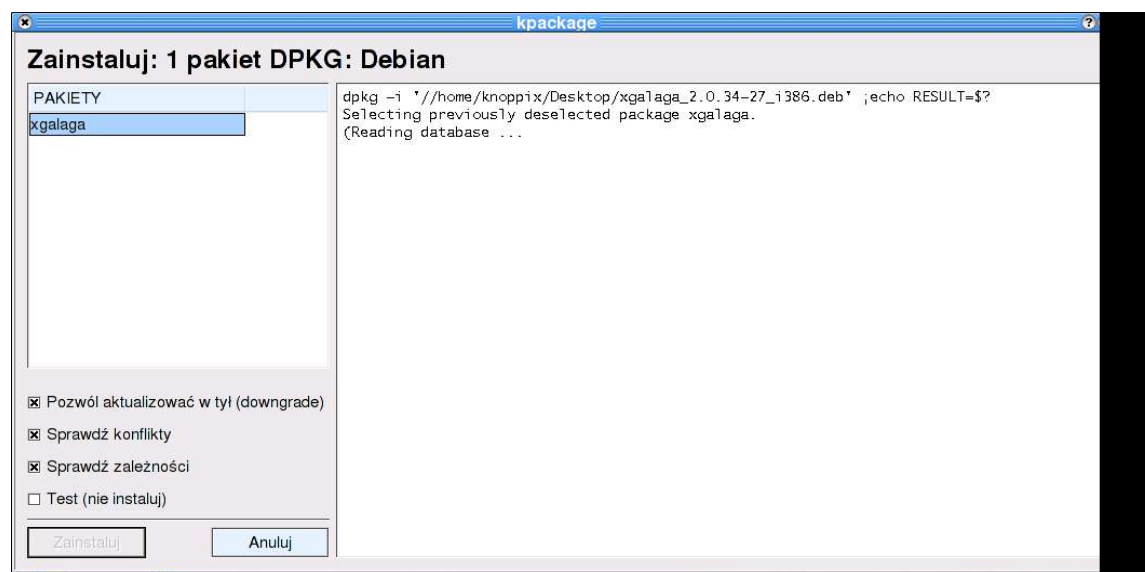 kpackage
Zainstaluj: 1 pakiet DPKG: Debian
PAKIETY
xgalaga
dpkg -i '//home/knoppix/Desktop/xgalaga_2.0.34-27_i386.deb' ;echo RESULT=$?
Selecting previously deselected package xgalaga.
(Reading database ...
Pozwól aktualizować w tył (downgrade)
Sprawdź konflikty
Sprawdź zależności
Test (nie instaluj)
Zainstaluj
Anuluj